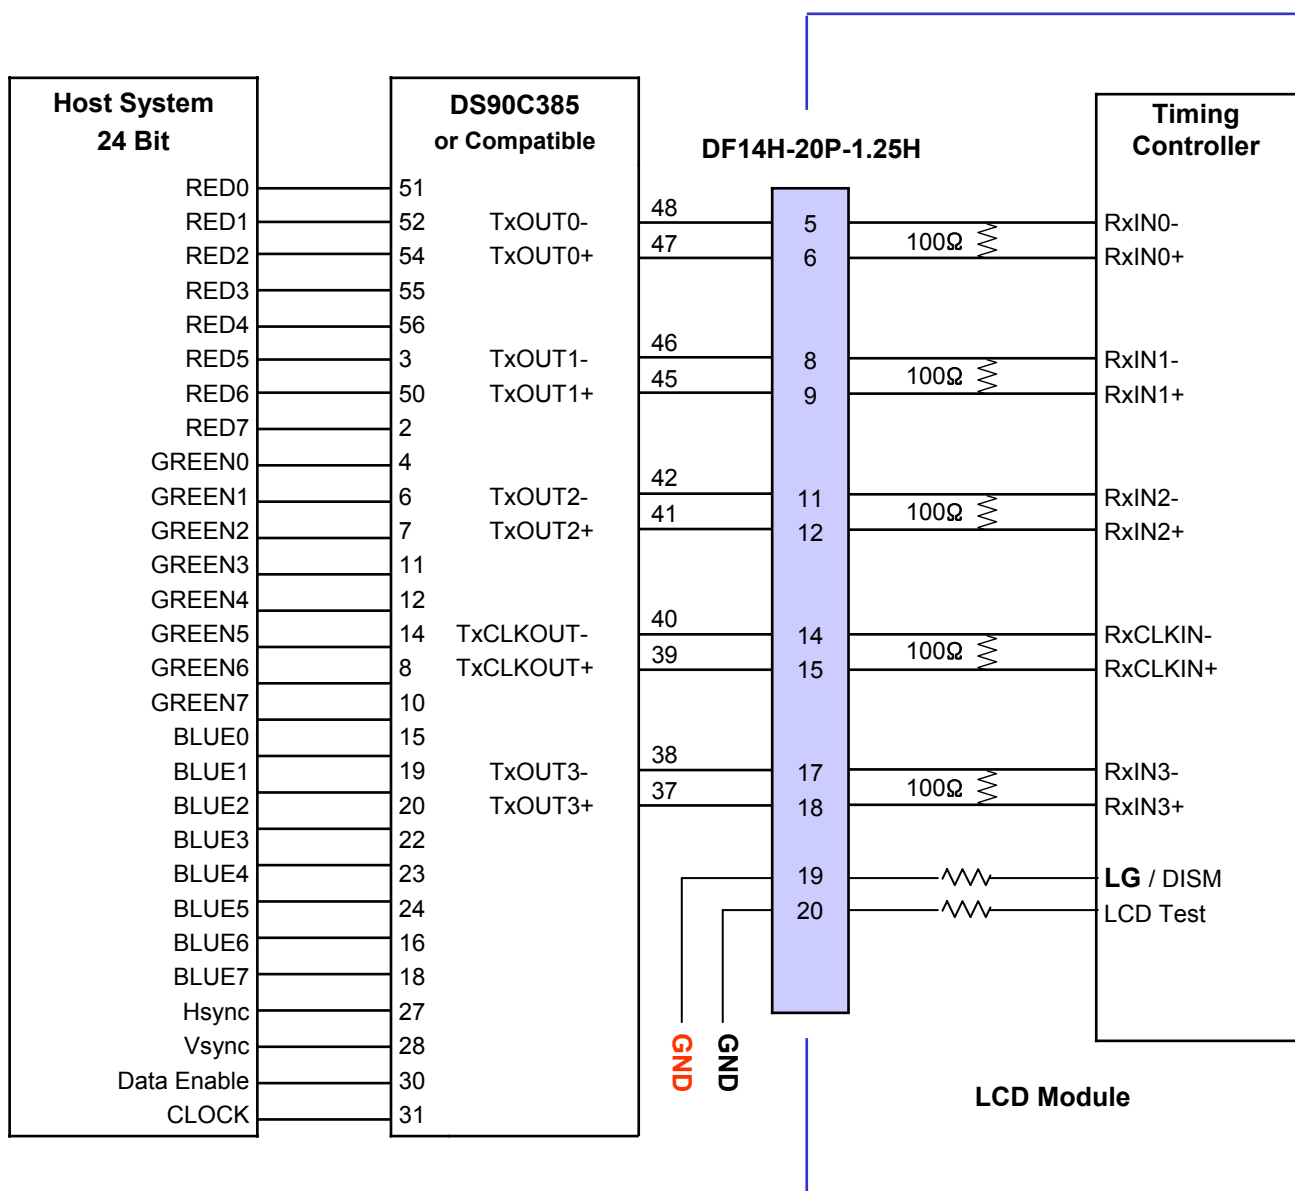 Host System
24 Bit
RED0
RED1
RED2
RED3
RED4
RED5
RED6
RED7
GREEN0
GREEN1
GREEN2
GREEN3
GREEN4
GREEN5
GREEN6
GREEN7
BLUE0
BLUE1
BLUE2
BLUE3
BLUE4
BLUE5
BLUE6
BLUE7
Hsync
Vsync
Data Enable
CLOCK
DS90C385
or Compatible
51
52 TxOUT0-
54 TxOUT0+
55
56
3 TxOUT1-
50 TxOUT1+
2
4
6 TxOUT2-
7 TxOUT2+
11
12
14 TxCLKOUT-
8 TxCLKOUT+
10
15
19 TxOUT3-
20 TxOUT3+
22
23
24
16
18
27
28
30
31
48
47
46
45
42
41
40
39
38
37
GND
GND
DF14H-20P-1.25H
5
6
8
9
11
12
14
15
17
18
19
20
100Ω
100Ω
100Ω
100Ω
100Ω
Timing
Controller
RxIN0-
RxIN0+
RxIN1-
RxIN1+
RxIN2-
RxIN2+
RxCLKIN-
RxCLKIN+
RxIN3-
RxIN3+
LG / DISM
LCD Test
LCD Module